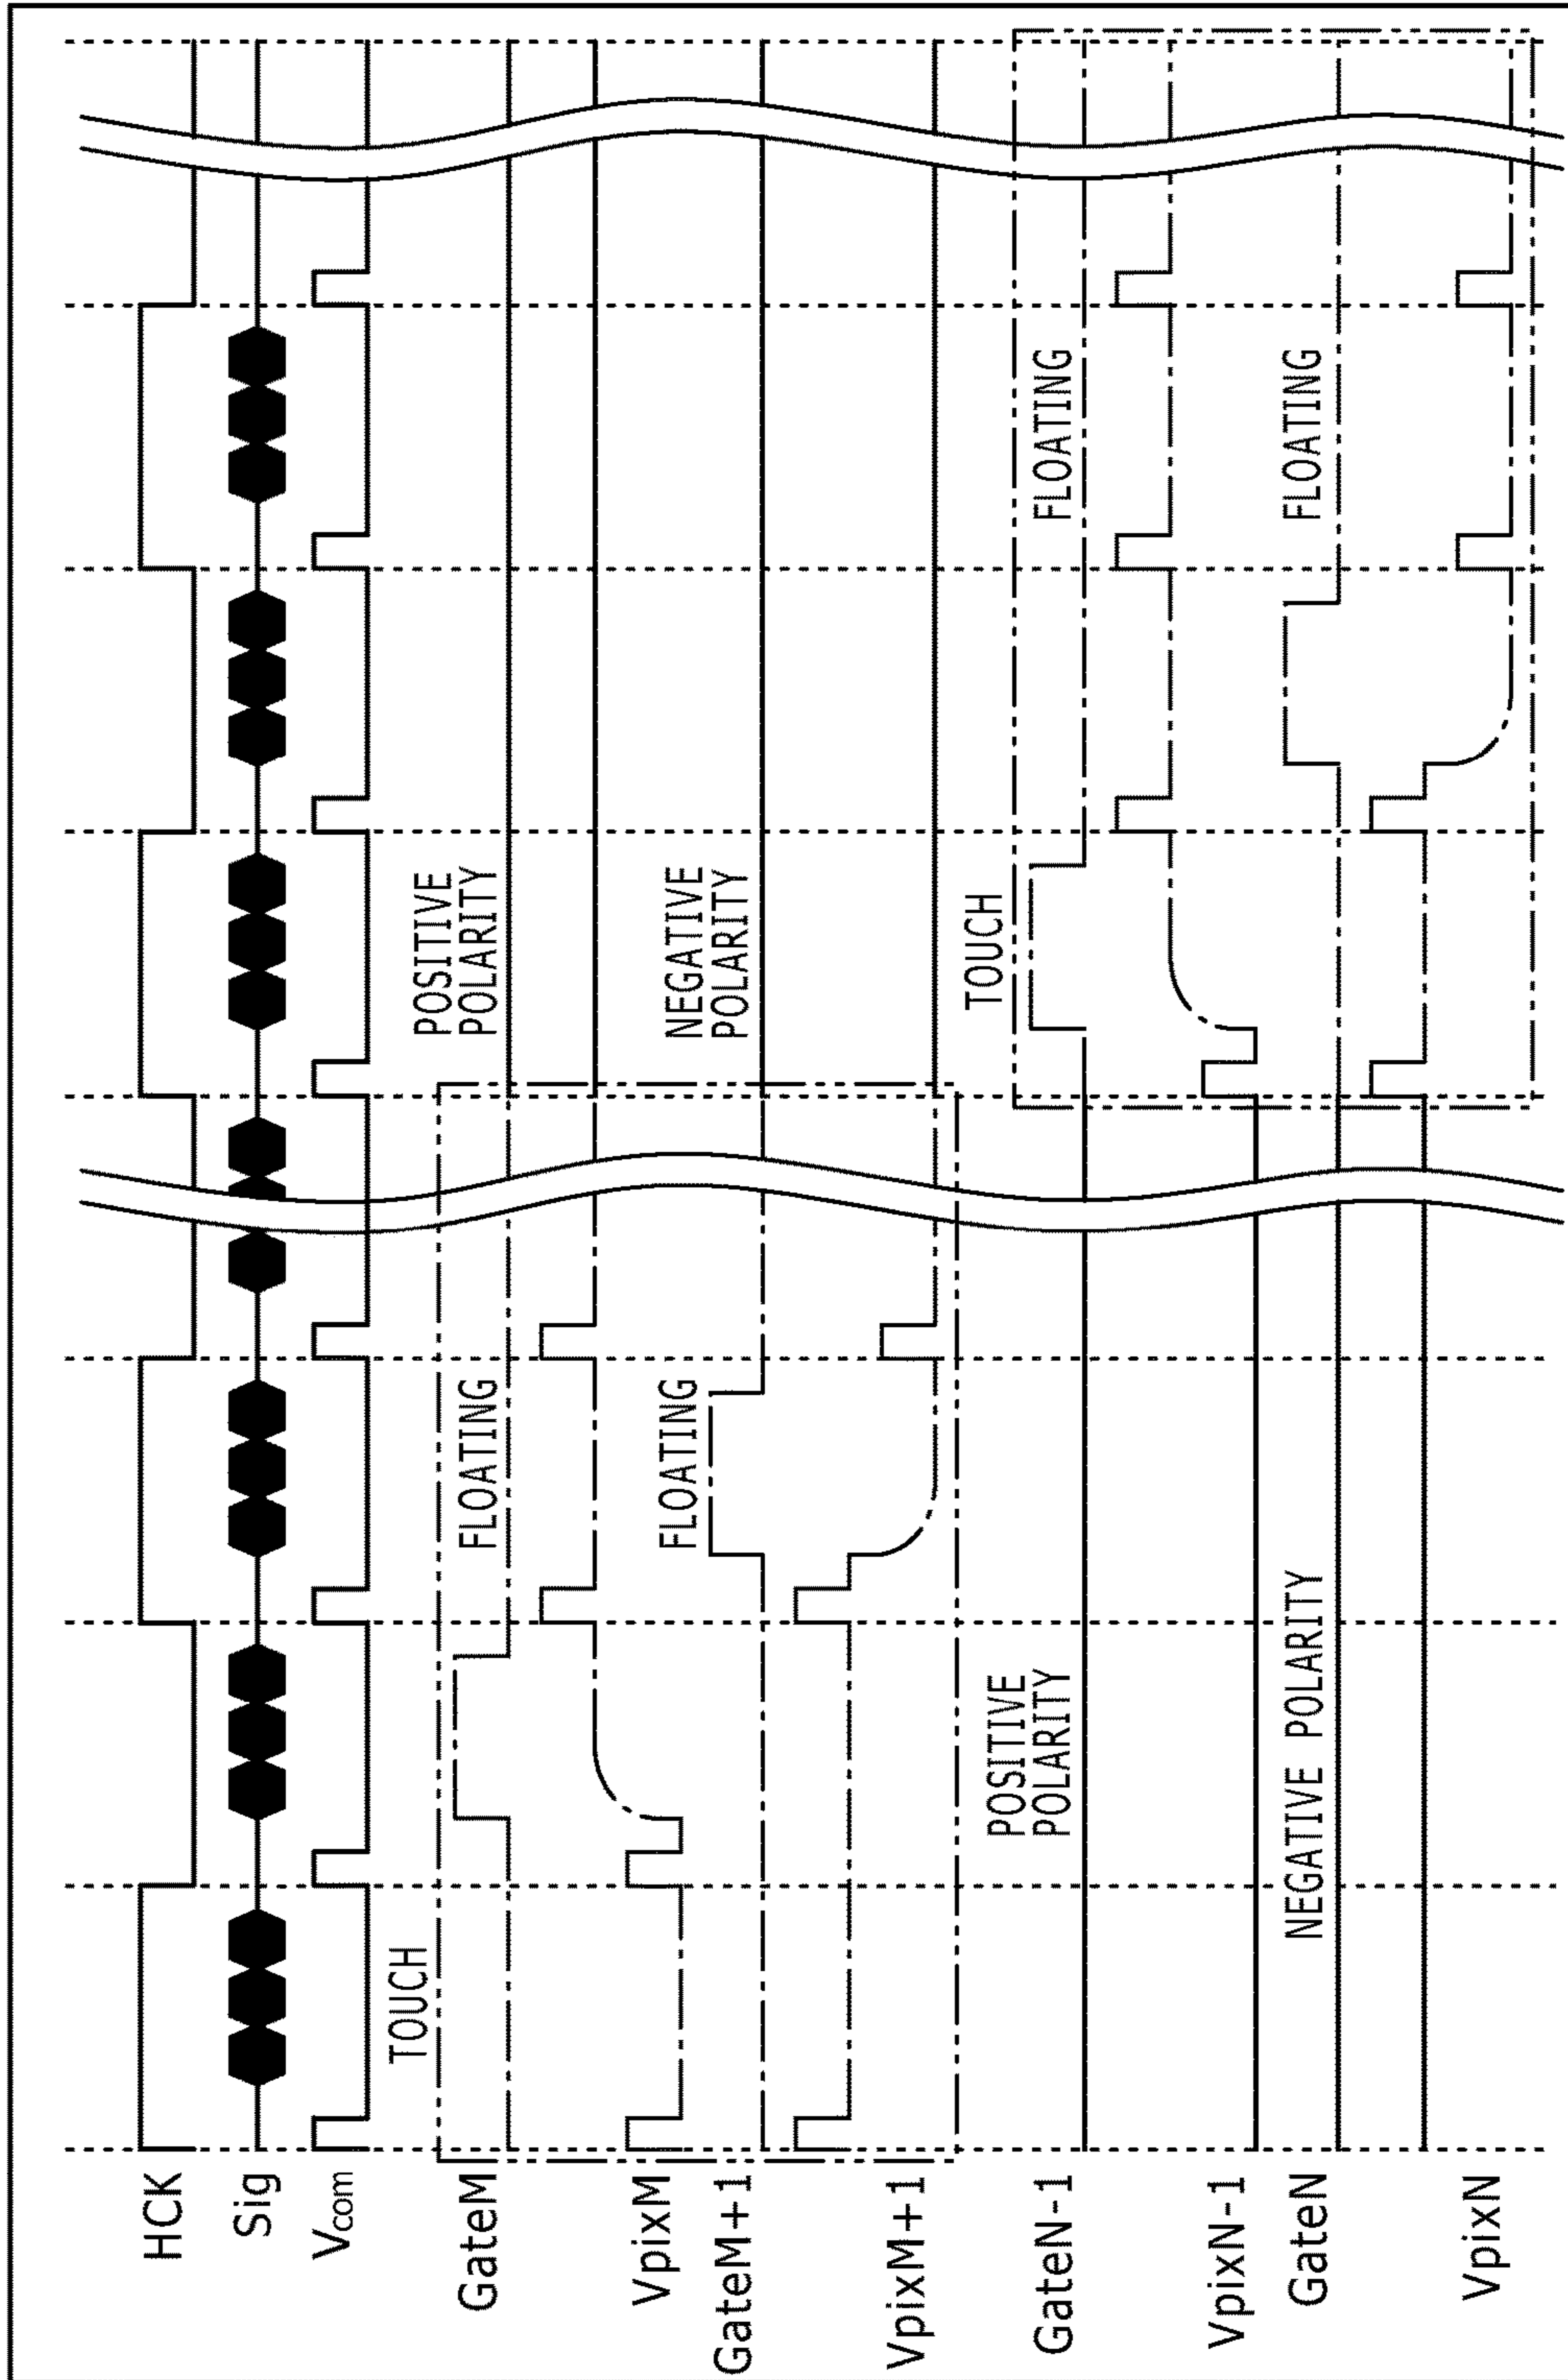 HCK
Sig
Vcom
TOUCH
POSITIVE
POLARITY
GateM
FLOATING
VpixM
FLOATING
NEGATIVE
POLARITY
GateM+1
VpixM+1
TOUCH
POSITIVE
POLARITY
FLOATING
GateN-1
VpixN-1
NEGATIVE POLARITY
FLOATING
GateN
VpixN